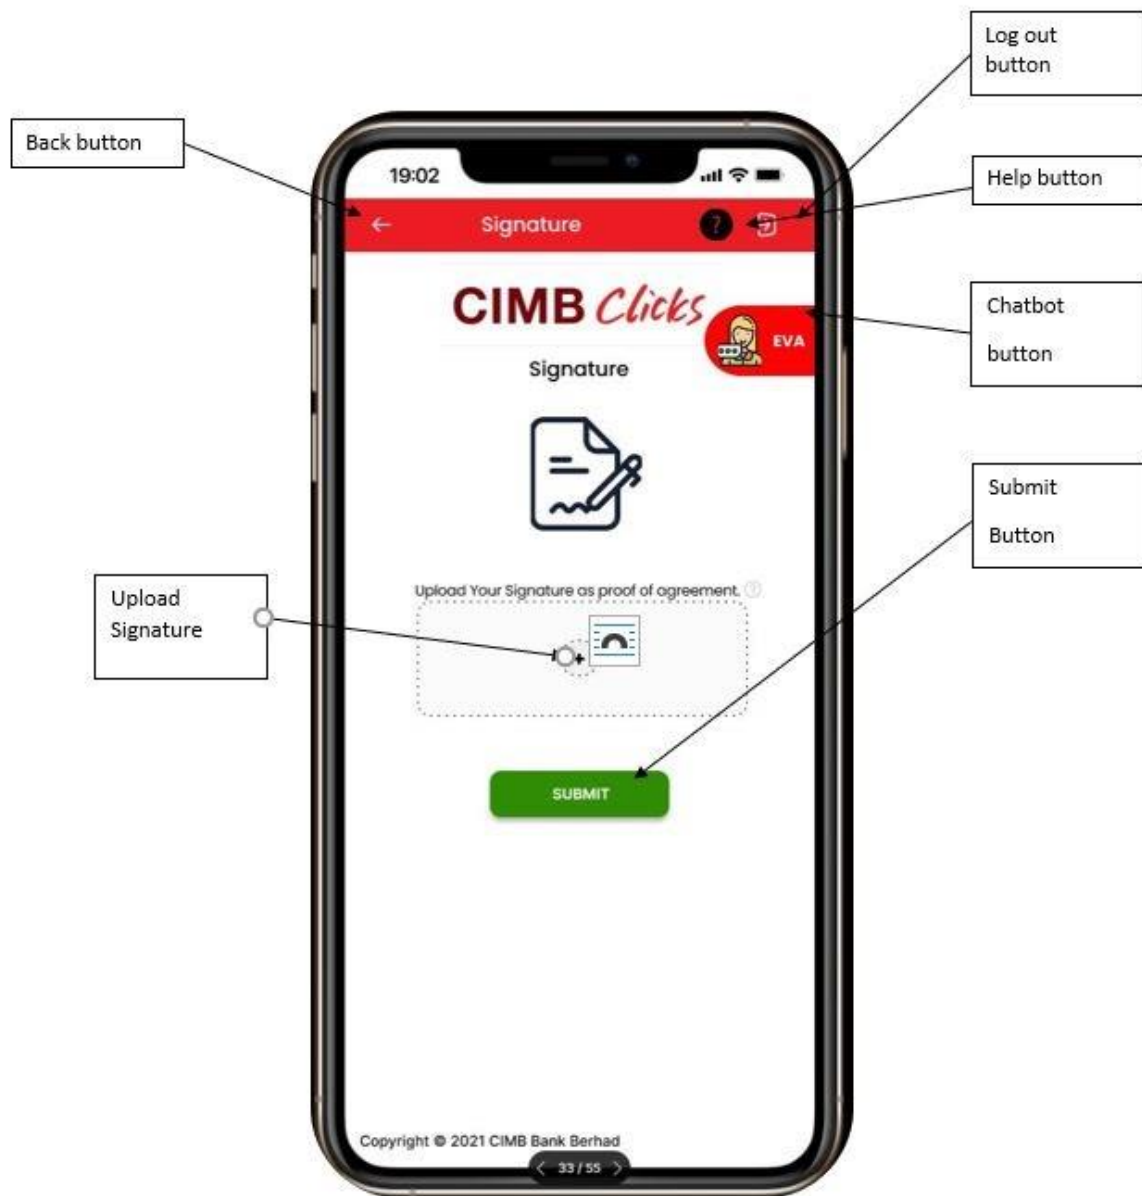 Log out
button
Back button
19:02
Help button
Signature
?
CIMB Clicks
Chatbot
button
EVA
Signature
Submit
Button
Upload Your Signature as proof of agreement. ?
Upload
Signature
+
SUBMIT
Copyright © 2021 CIMB Bank Berhad
< 33 / 55 >